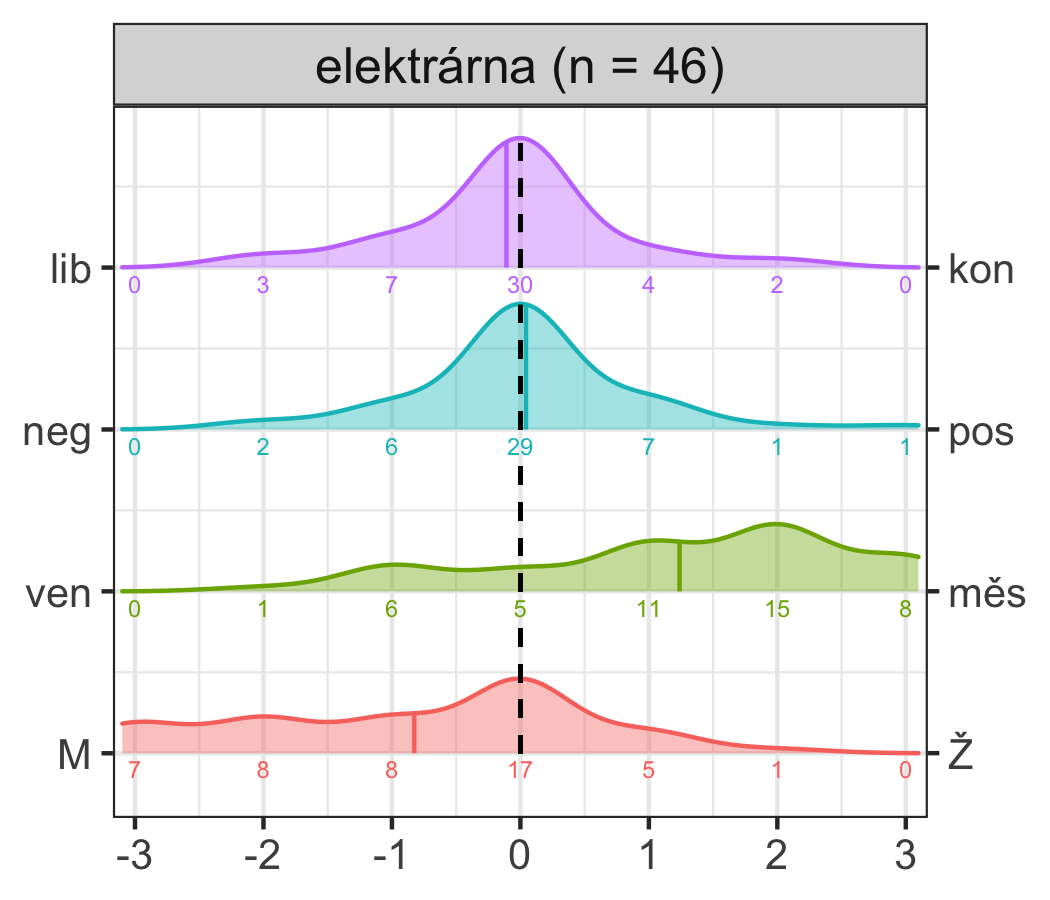 elektrárna (n = 46)
lib kon
0 3 7 30 4 2 0
neg pos
0 2 6 29 7 1 1
ven měs
0 1 6 5 11 15 8
M Ž
7 8 8 17 5 1 0
-3 -2 -1 0 1 2 3